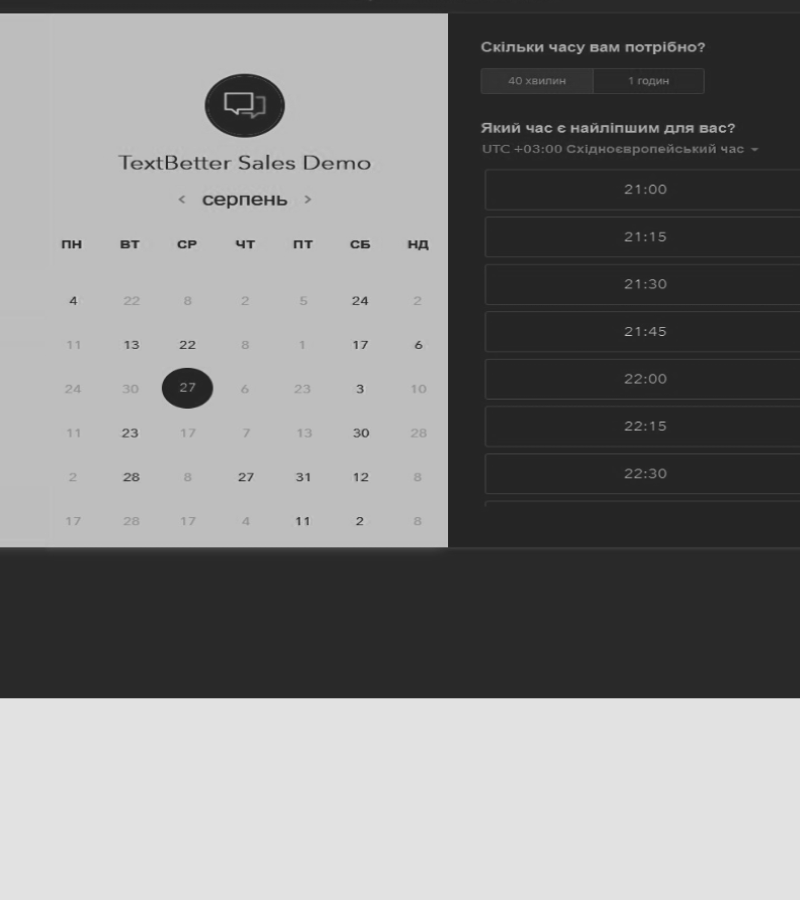 TextBetter Sales Demo
‹ серпень ›
ПН ВТ СР ЧТ ПТ СБ НД
4 22 8 2 5 24 2
11 13 22 8 1 17 6
24 30 27 6 23 3 10
11 23 17 7 13 30 28
2 28 8 27 31 12 8
17 28 17 4 11 2 8
Скільки часу вам потрібно?
40 хвилин 1 годин
Який час є найліпшим для вас?
UTC +03:00 Східноєвропейський час
21:00
21:15
21:30
21:45
22:00
22:15
22:30